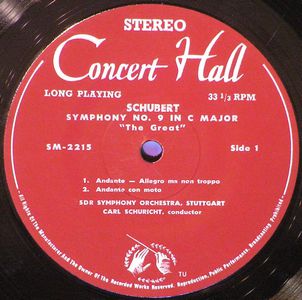 STEREO
Concert Hall
LONG PLAYING 33 1/3 RPM
SCHUBERT
SYMPHONY NO. 9 IN C MAJOR
"The Great"
SM-2215 Side 1
1. Andante — Allegro ma non troppo
2. Andante con moto
SDR SYMPHONY ORCHESTRA, STUTTGART
CARL SCHURICHT, conductor
TU
- All Rights Of The Manufacturer And The Owner Of The Recorded Works Reserved. Reproduction, Public Performance, Broadcasting Prohibited. -